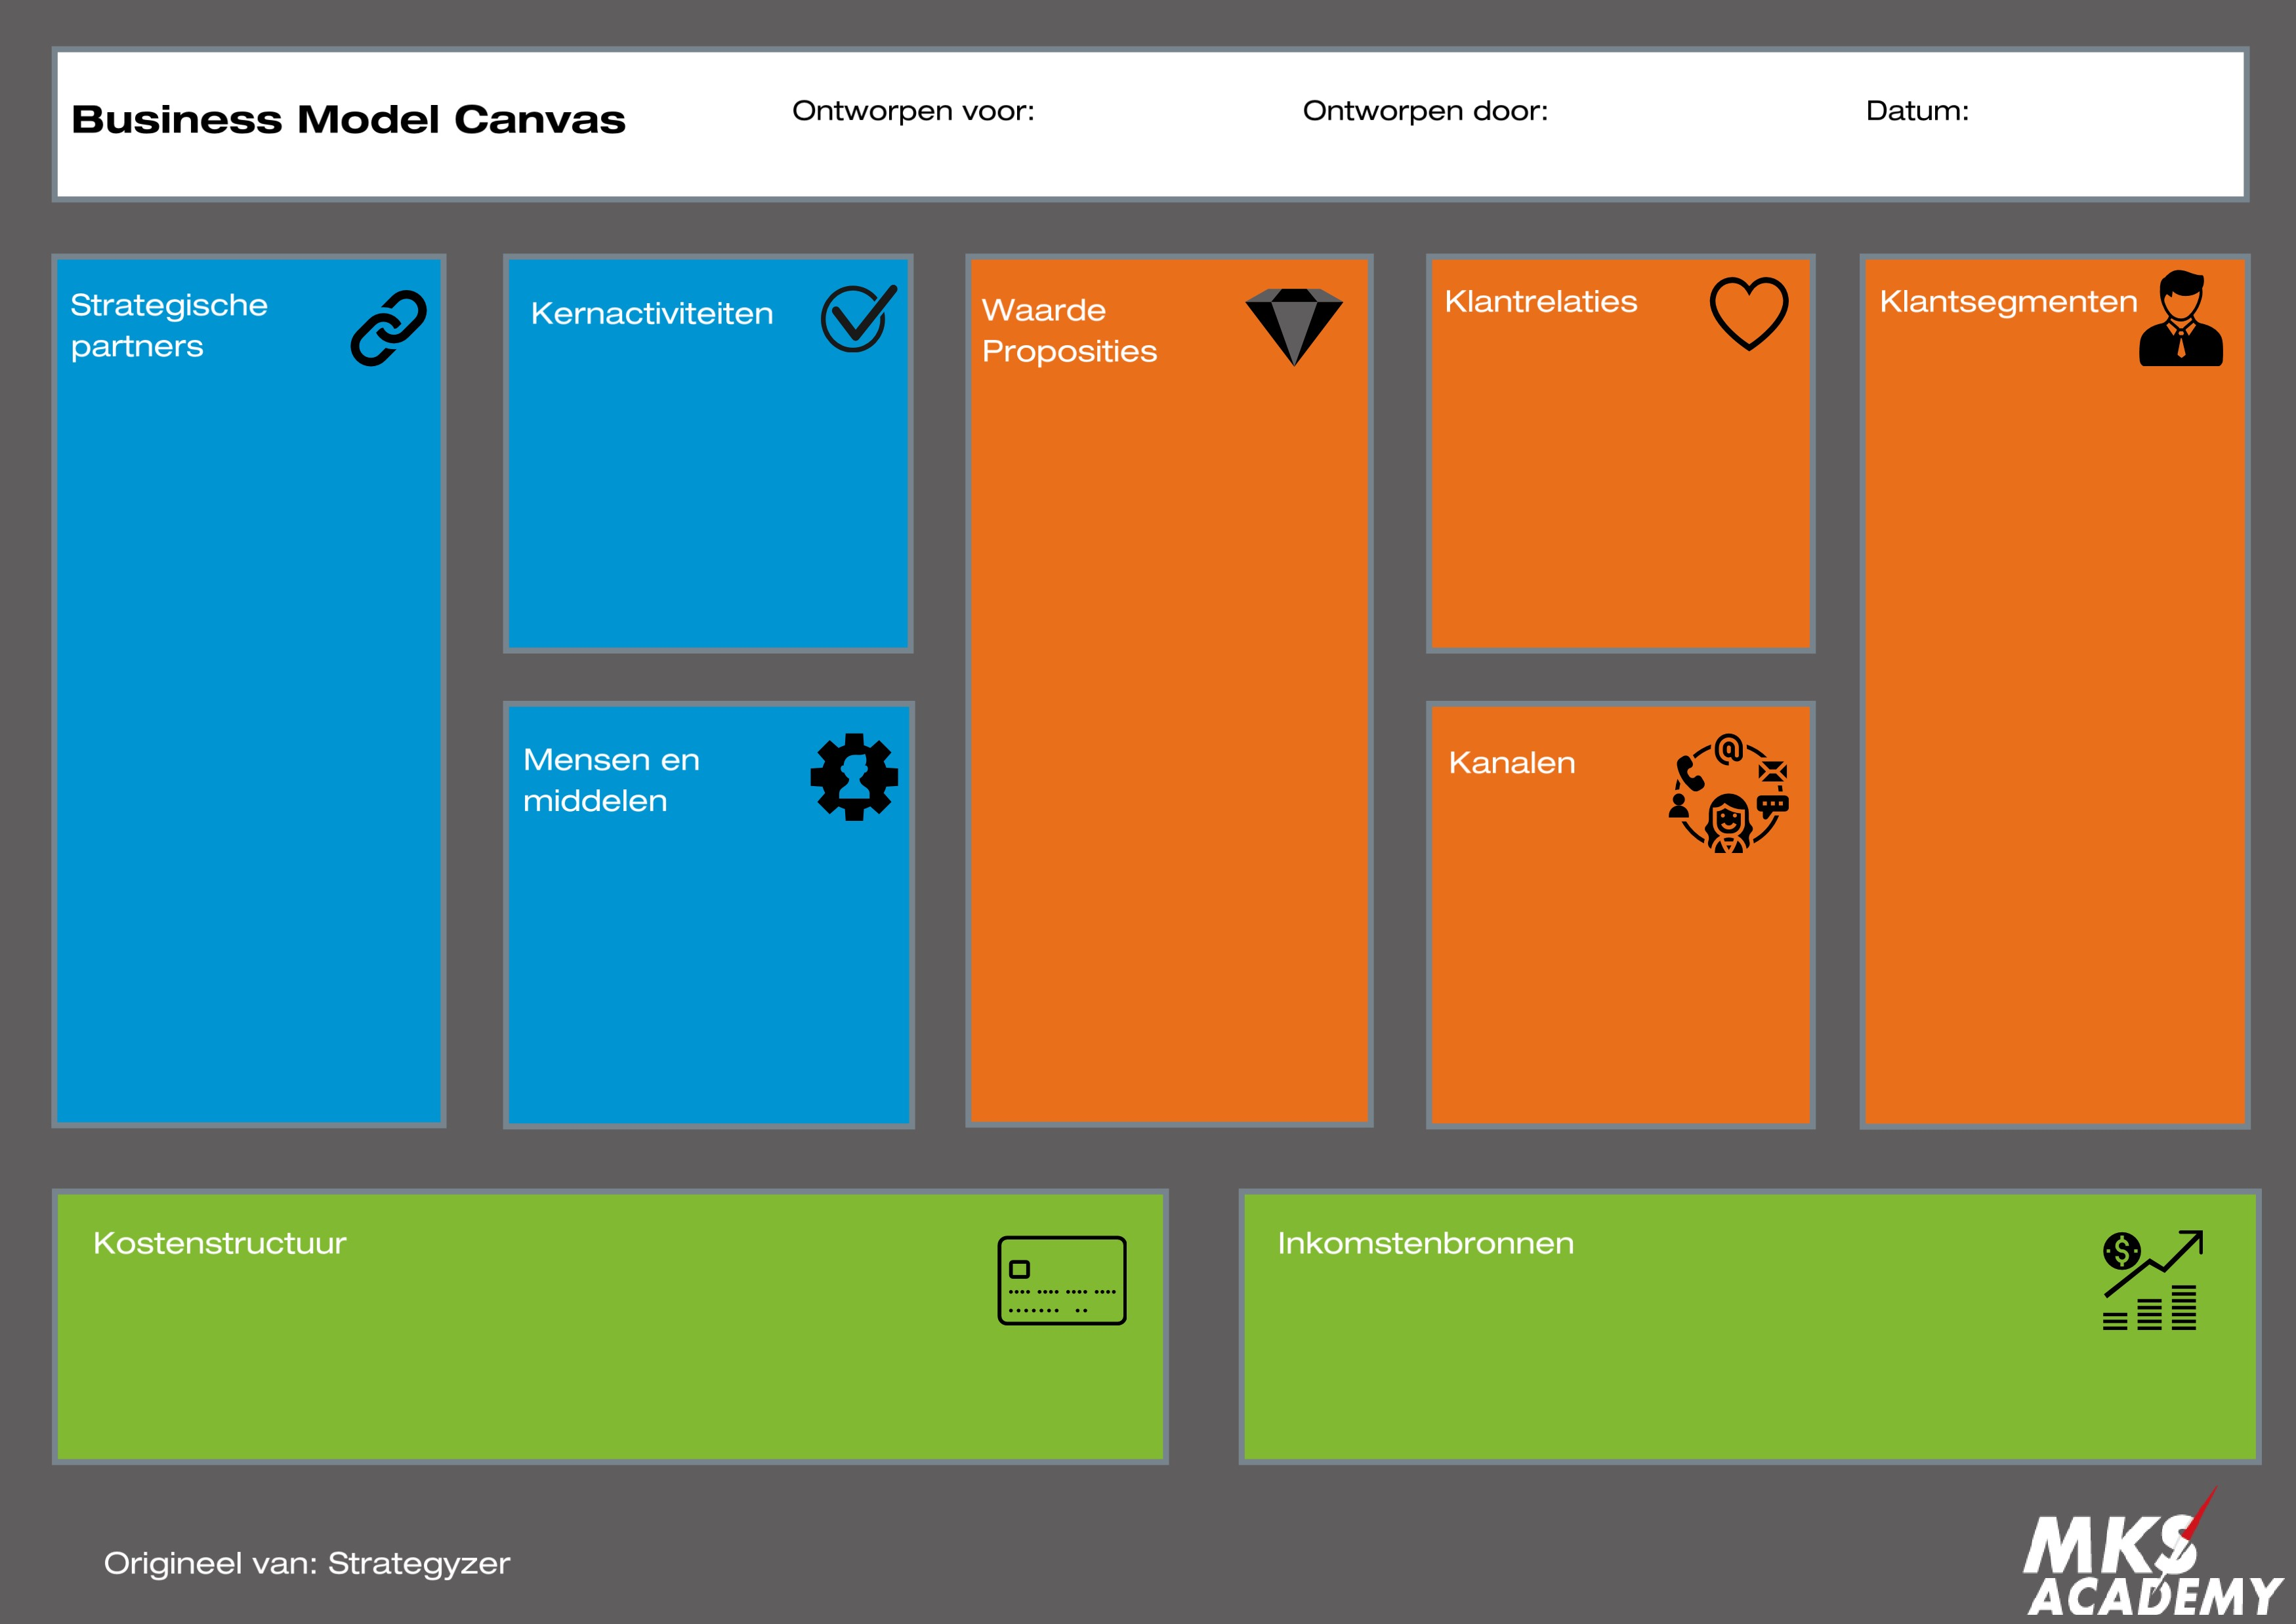 Business Model Canvas
Ontworpen voor:
Ontworpen door:
Datum:
Strategische
partners
Kernactiviteiten
Waarde
Proposities
Klantrelaties
Klantsegmenten
Mensen en
middelen
Kanalen
Kostenstructuur
Inkomstenbronnen
Origineel van: Strategyzer
MKS
ACADEMY